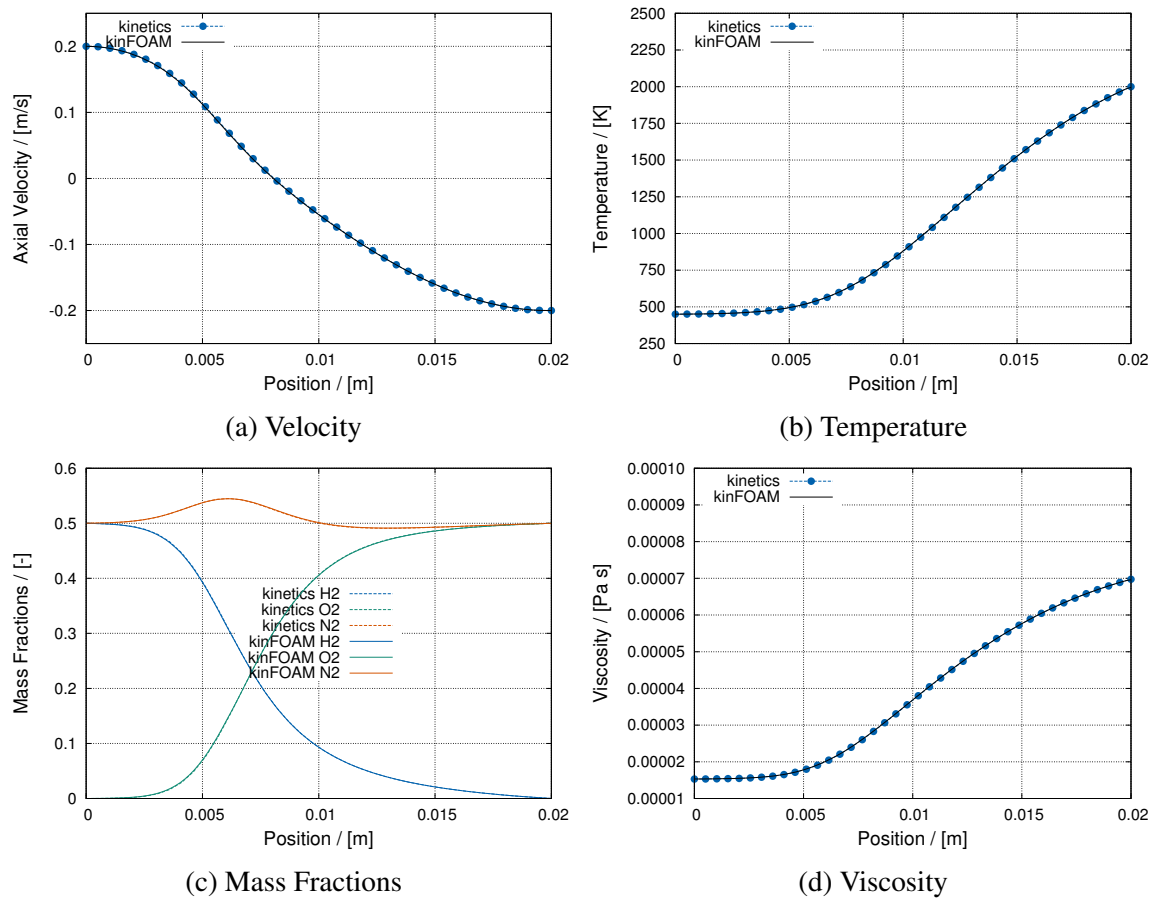 kinetics
kinFOAM
0.2
0.1
0
-0.1
-0.2
Axial Velocity / [m/s]
0 0.005 0.01 0.015 0.02
Position / [m]
(a) Velocity
kinetics
kinFOAM
2500
2250
2000
1750
1500
1250
1000
750
500
250
Temperature / [K]
0 0.005 0.01 0.015 0.02
Position / [m]
(b) Temperature
0.6
0.5
0.4
0.3
0.2
0.1
0
Mass Fractions / [-]
kinetics H2
kinetics O2
kinetics N2
kinFOAM H2
kinFOAM O2
kinFOAM N2
0 0.005 0.01 0.015 0.02
Position / [m]
(c) Mass Fractions
kinetics
kinFOAM
0.00010
0.00009
0.00008
0.00007
0.00006
0.00005
0.00004
0.00003
0.00002
0.00001
Viscosity / [Pa s]
0 0.005 0.01 0.015 0.02
Position / [m]
(d) Viscosity